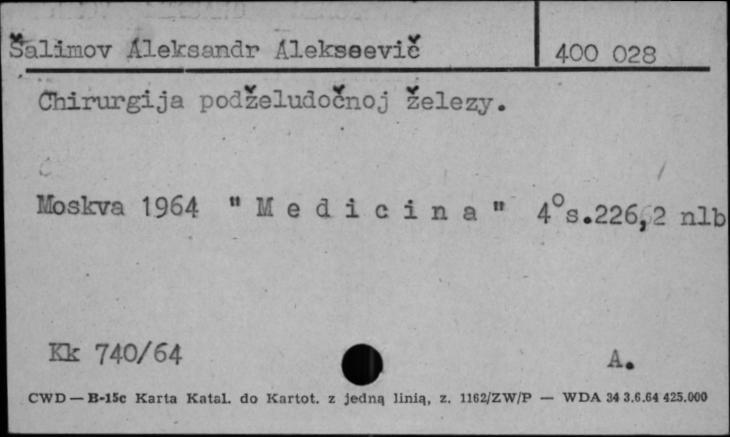 Šalimov Aleksandr Alekseevič 400 028
Chirurgija podželudočnoj železy.
Moskva 1964 "Medicina" 4° s.226,2 nlb
Kk 740/64 A.
CWD — B-15c Karta Katal. do Kartot. z jedną linią, z. 1162/ZW/P — WDA 34 3.6.64 425.000